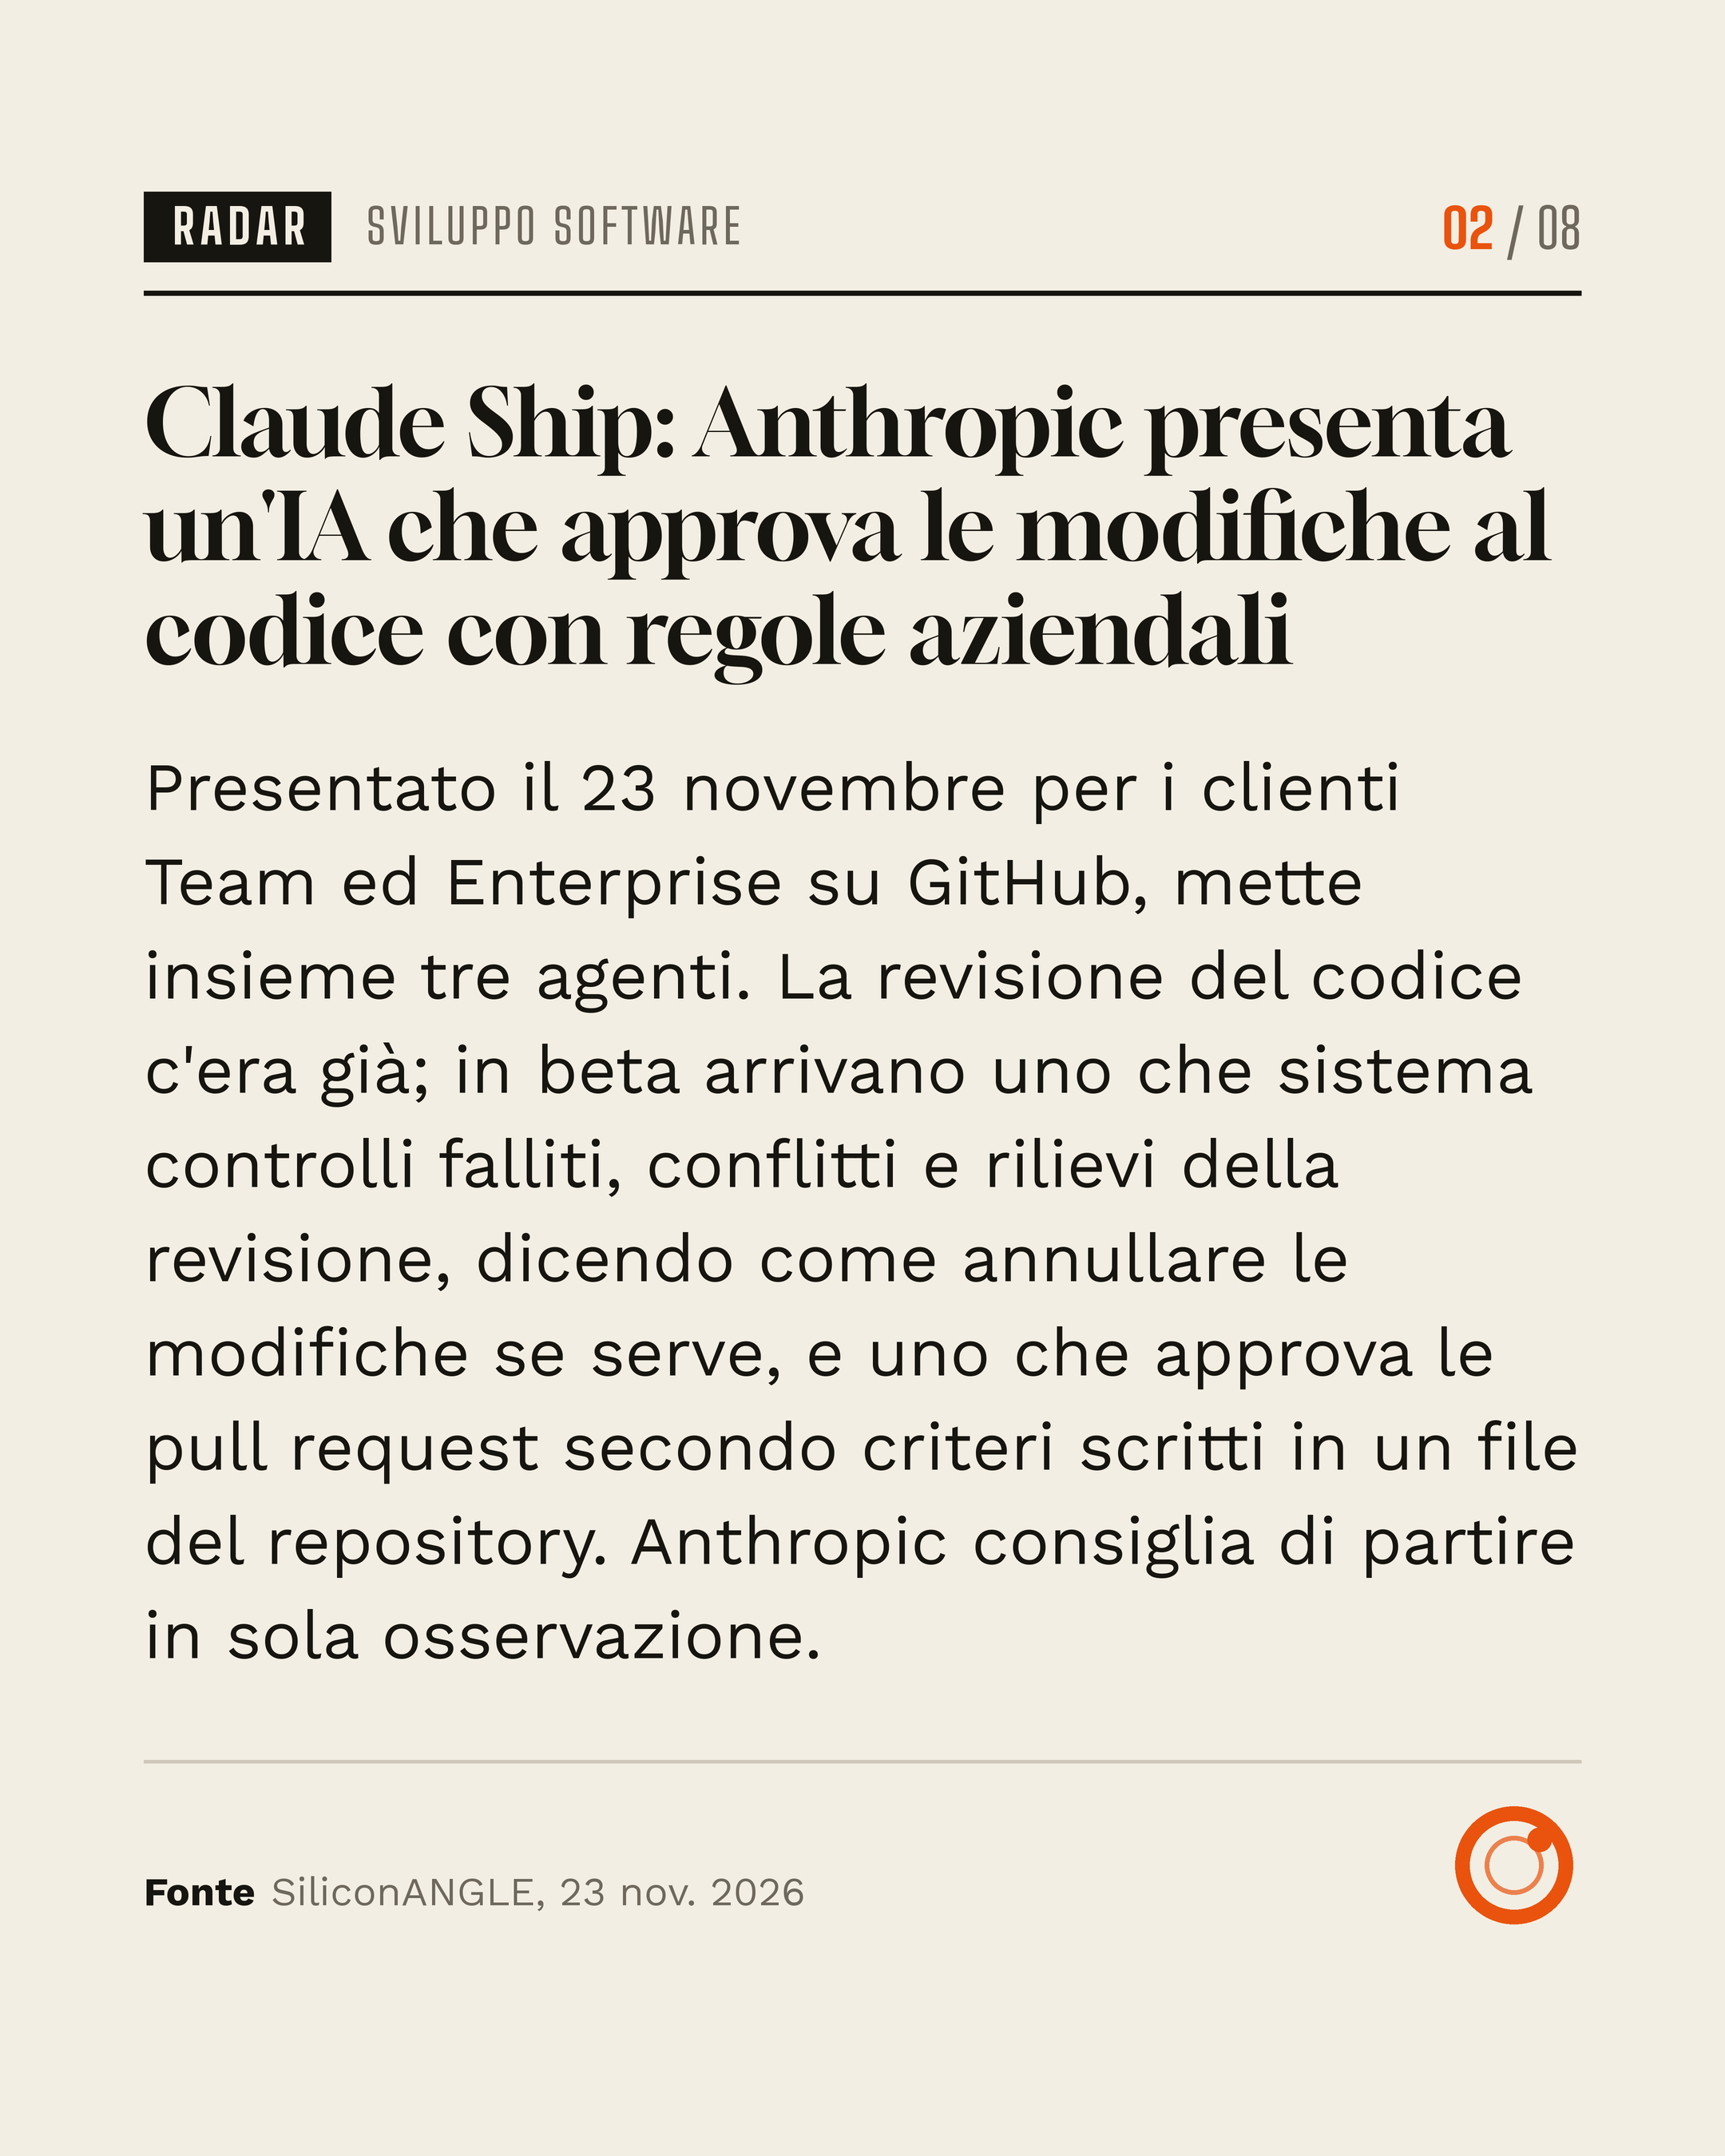 RADAR SVILUPPO SOFTWARE 02 / 08
Claude Ship: Anthropic presenta
un'IA che approva le modifiche al
codice con regole aziendali
Presentato il 23 novembre per i clienti
Team ed Enterprise su GitHub, mette
insieme tre agenti. La revisione del codice
c'era già; in beta arrivano uno che sistema
controlli falliti, conflitti e rilievi della
revisione, dicendo come annullare le
modifiche se serve, e uno che approva le
pull request secondo criteri scritti in un file
del repository. Anthropic consiglia di partire
in sola osservazione.
Fonte SiliconANGLE, 23 nov. 2026